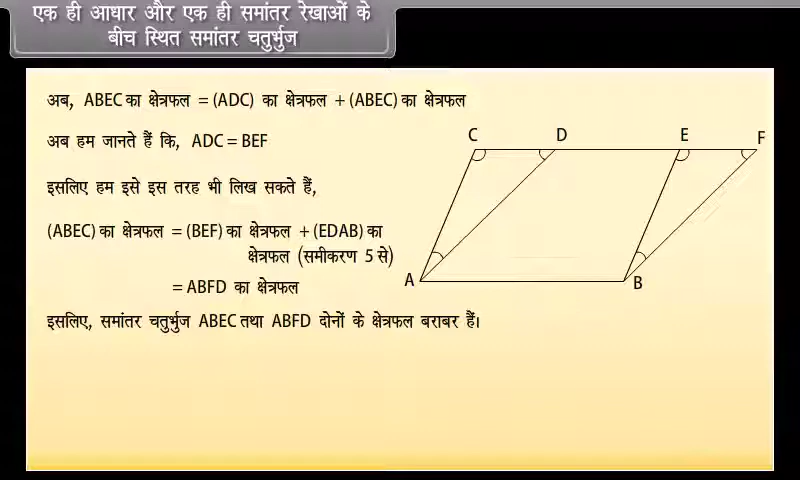 एक ही आधार और एक ही समांतर रेखाओं के
बीच स्थित समांतर चतुर्भुज
अब, ABEC का क्षेत्रफल = (ADC) का क्षेत्रफल + (ABEC) का क्षेत्रफल
अब हम जानते हैं कि, ADC = BEF
इसलिए हम इसे इस तरह भी लिख सकते हैं,
(ABEC) का क्षेत्रफल = (BEF) का क्षेत्रफल + (EDAB) का
क्षेत्रफल (समीकरण 5 से)
= ABFD का क्षेत्रफल
इसलिए, समांतर चतुर्भुज ABEC तथा ABFD दोनों के क्षेत्रफल बराबर हैं।
C D E F
A B